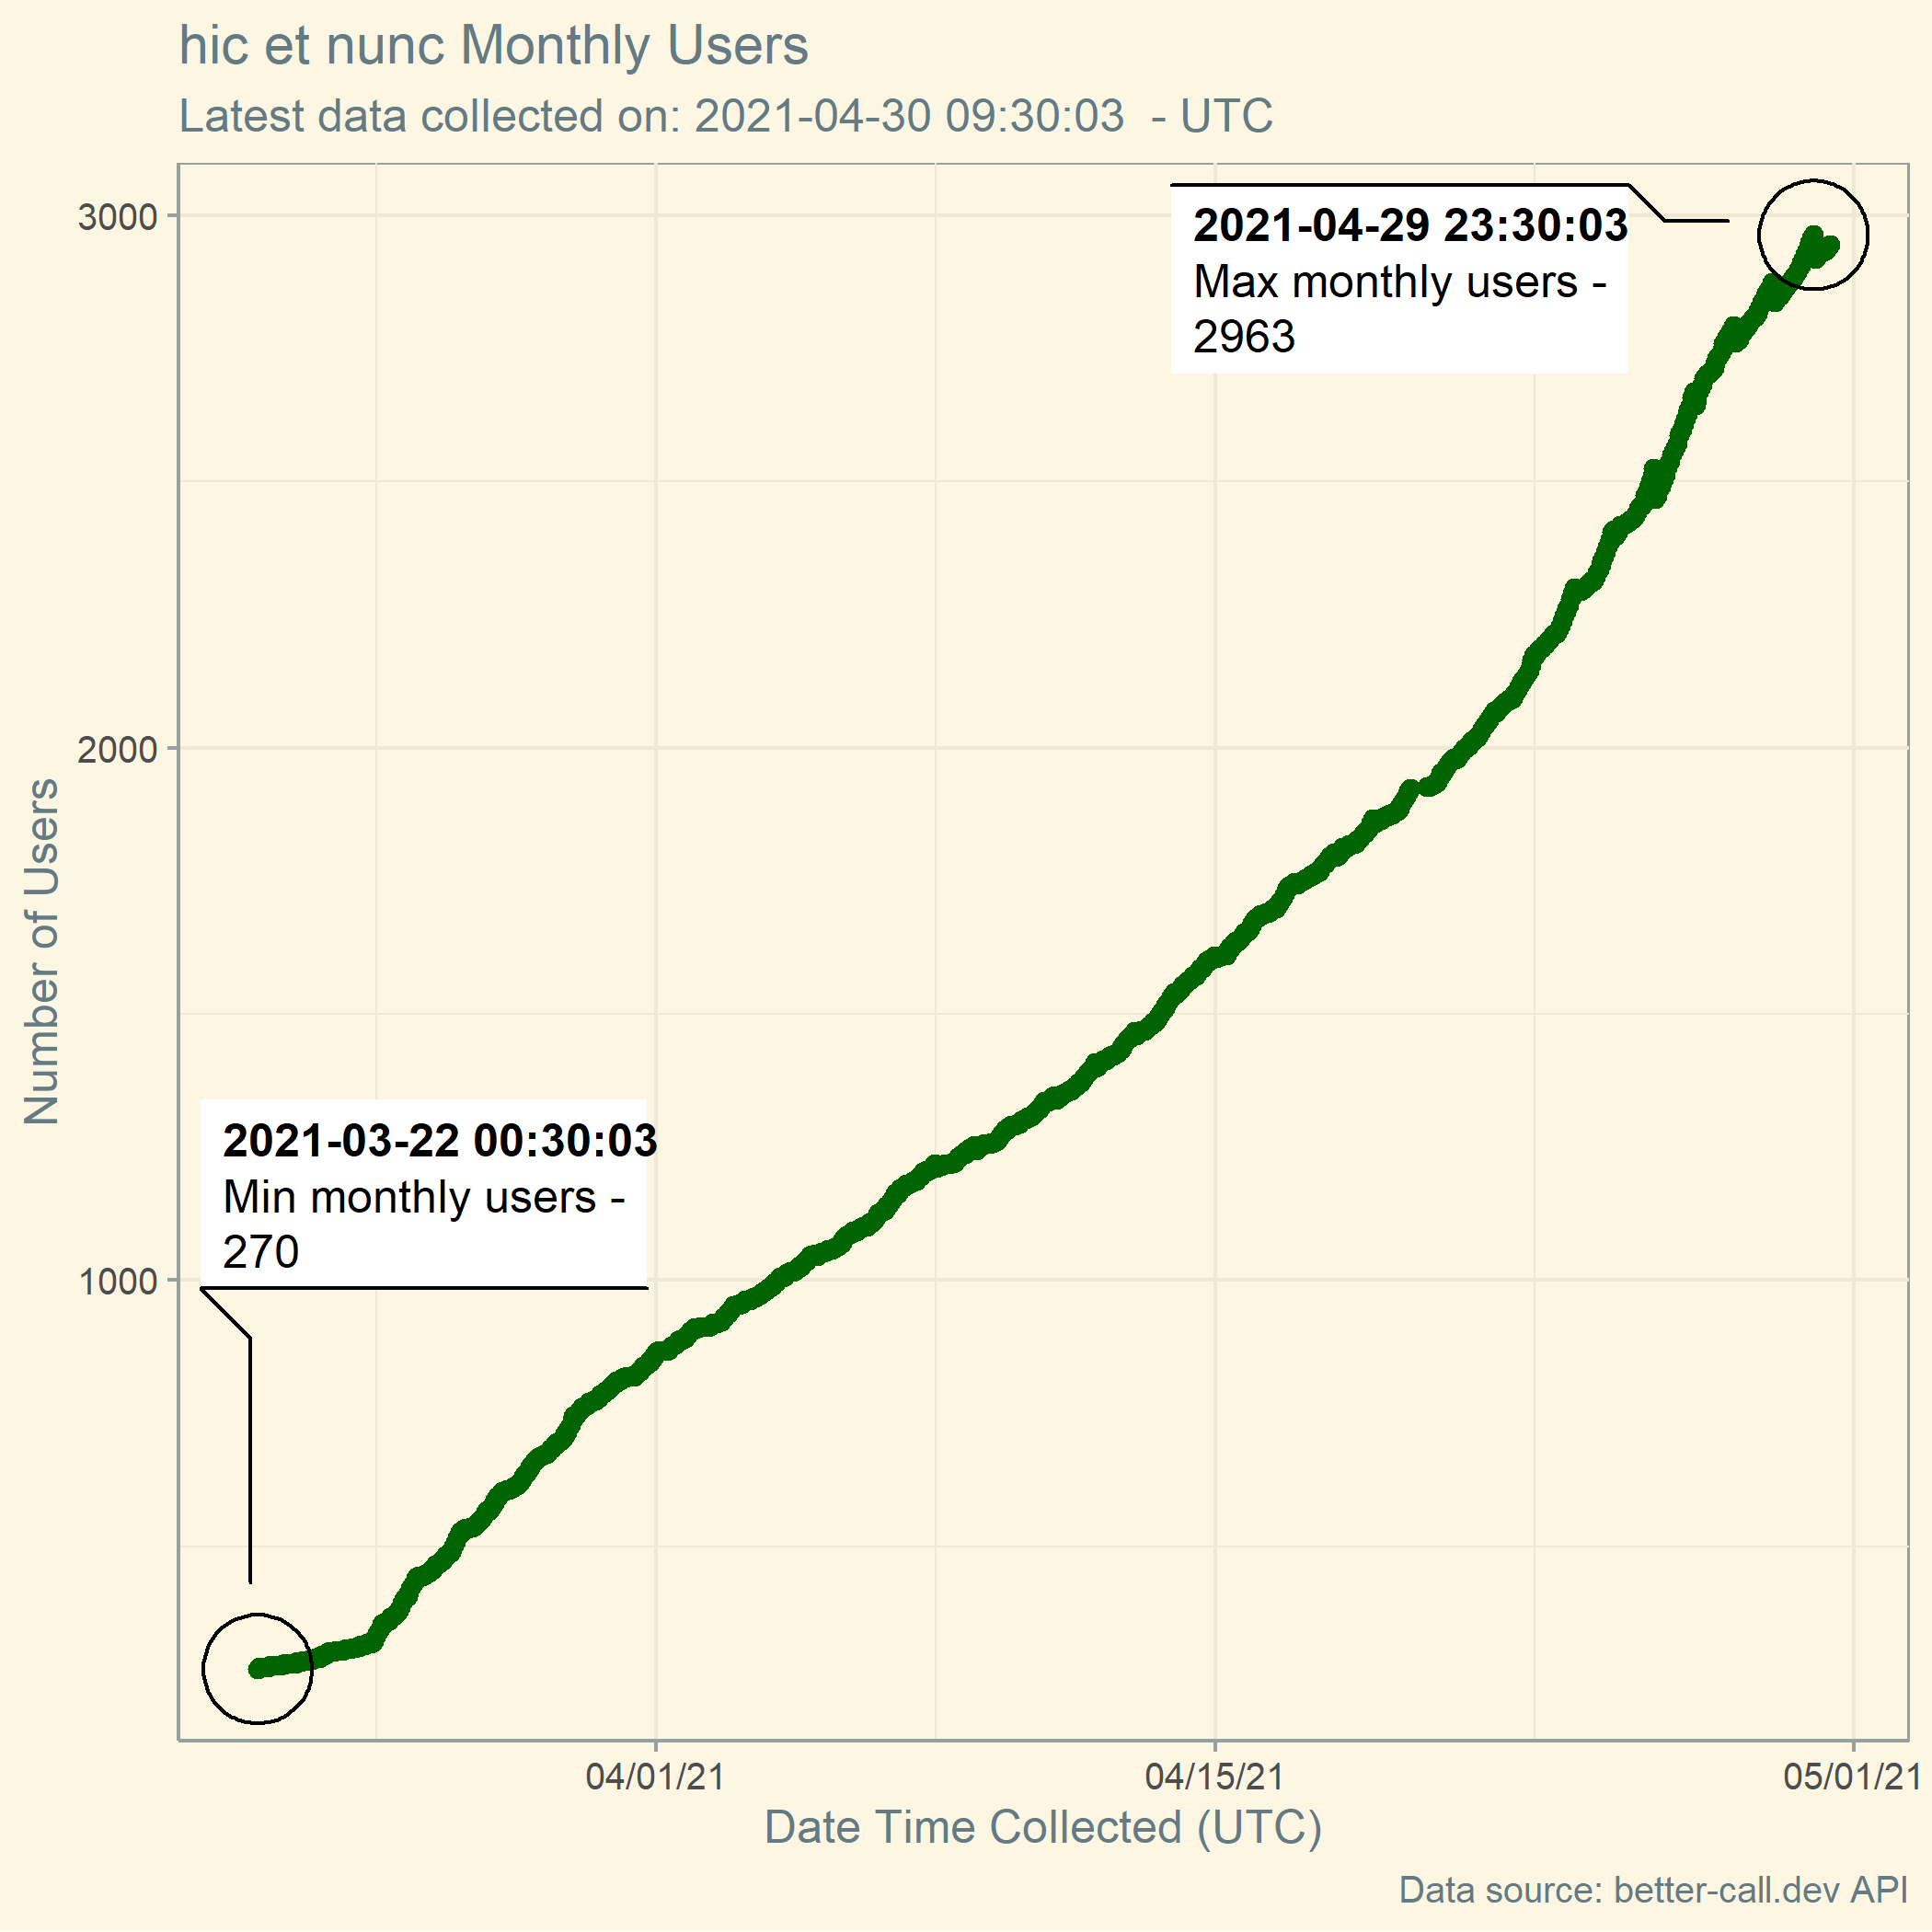 hic et nunc Monthly Users
Latest data collected on: 2021-04-30 09:30:03  - UTC
3000
2021-04-29 23:30:03
Max monthly users -
2963
2000
Number of Users
2021-03-22 00:30:03
Min monthly users -
270
1000
04/01/21
04/15/21
05/01/21
Date Time Collected (UTC)
Data source: better-call.dev API